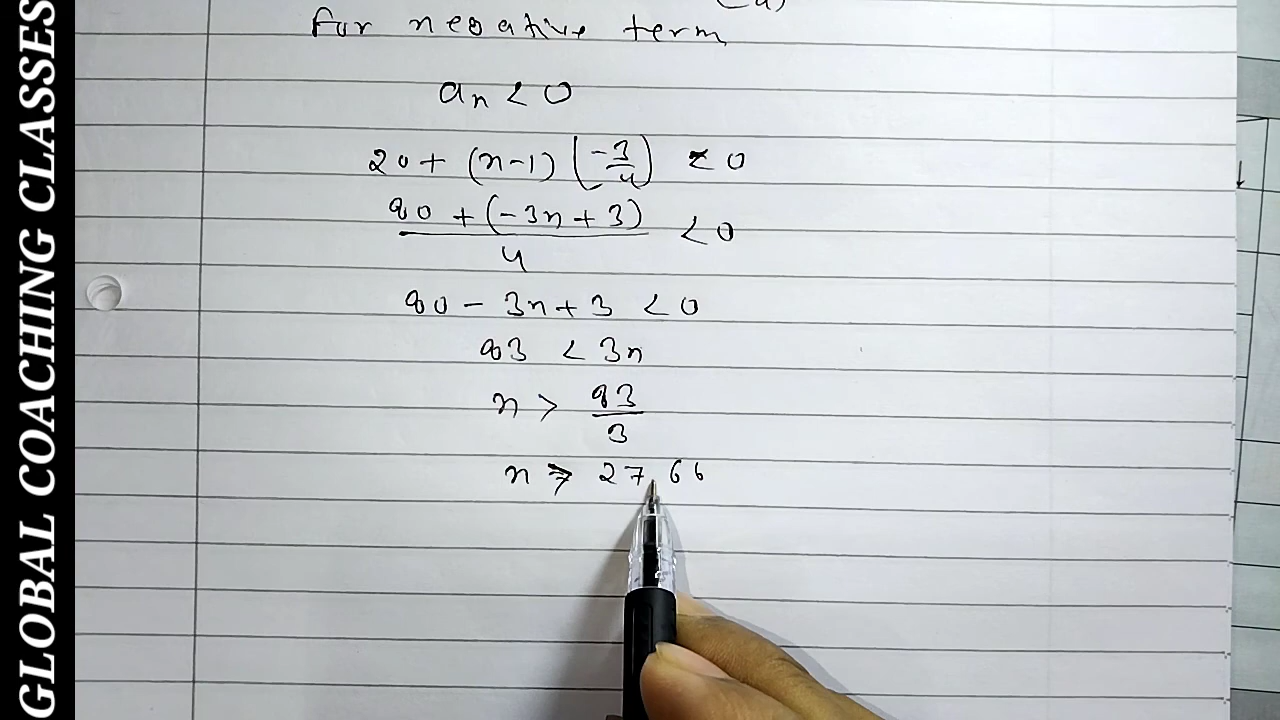 GLOBAL COACHING CLASSES
(a)
For negative term
aₙ < 0
20 + (n-1) (-3/4) < 0
80 + (-3n + 3) / 4 < 0
80 - 3n + 3 < 0
83 < 3n
n > 83/3
n > 27.66